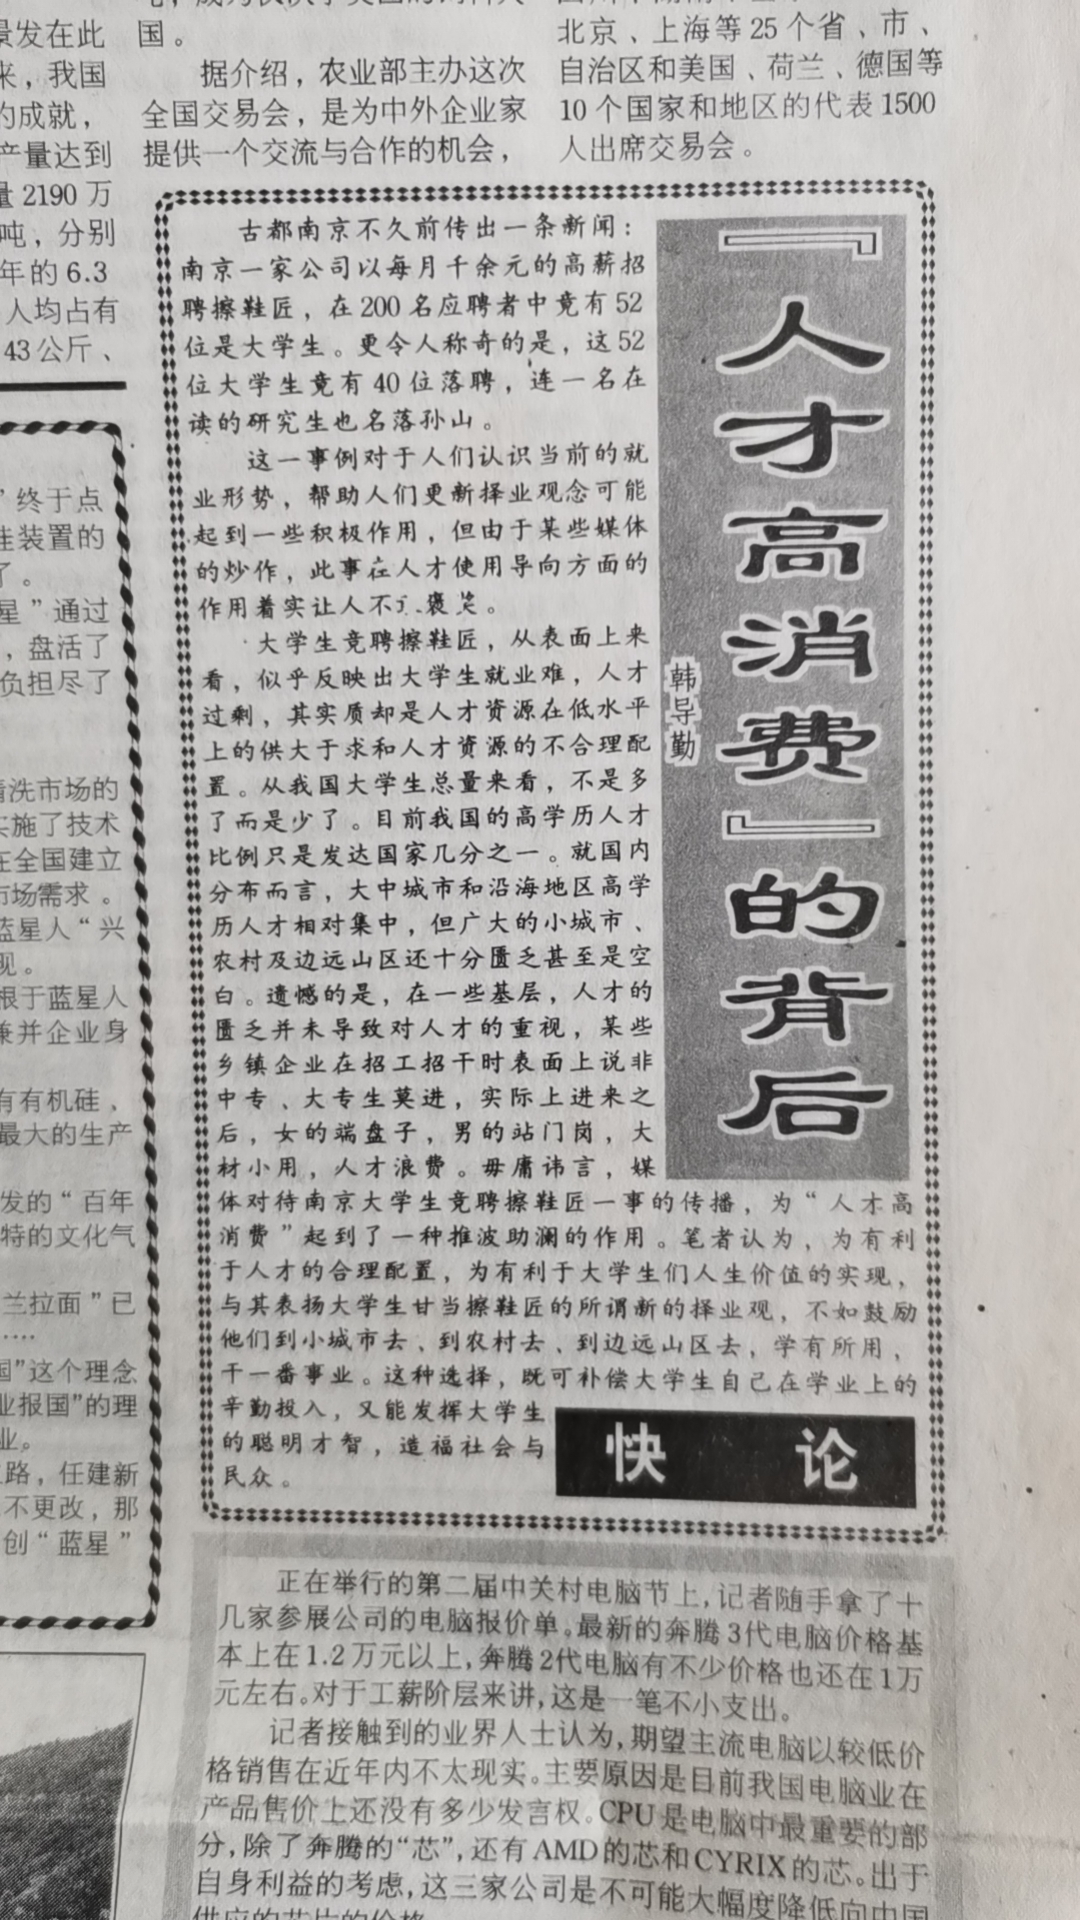 景发在此
来，我国
的成就，
产量达到
量2190万
吨，分别
年的6.3
人均占有
43公斤、
”终于点
硅装置的
了。
星”通过
，盘活了
负担尽了
清洗市场的
实施了技术
在全国建立
市场需求。
蓝星人“兴
现。
根于蓝星人
兼并企业身
有有机硅、
最大的生产
发的“百年
特的文化气
兰拉面”已
……
国”这个理念
业报国”的理
业。
路，任建新
不更改，那
创“蓝星”
国。
据介绍，农业部主办这次
全国交易会，是为中外企业家
提供一个交流与合作的机会，
北京、上海等25个省、市、
自治区和美国、荷兰、德国等
10个国家和地区的代表1500
人出席交易会。
『人才高消费』的背后
韩导勤
古都南京不久前传出一条新闻：
南京一家公司以每月千余元的高薪招
聘擦鞋匠，在200名应聘者中竟有52
位是大学生。更令人称奇的是，这52
位大学生竟有40位落聘，连一名在
读的研究生也名落孙山。
这一事例对于人们认识当前的就
业形势，帮助人们更新择业观念可能
起到一些积极作用，但由于某些媒体
的炒作，此事在人才使用导向方面的
作用着实让人不
大学生竞聘擦鞋匠，从表面上来
看，似乎反映出大学生就业难，人才
过剩，其实质却是人才资源在低水平
上的供大于求和人才资源的不合理配
置。从我国大学生总量来看，不是多
了而是少了。目前我国的高学历人才
比例只是发达国家几分之一。就国内
分布而言，大中城市和沿海地区高学
历人才相对集中，但广大的小城市、
农村及边远山区还十分匮乏甚至是空
白。遗憾的是，在一些基层，人才的
匮乏并未导致对人才的重视，某些
乡镇企业在招工招干时表面上说非
中专、大专生莫进，实际上进来之
后，女的端盘子，男的站门岗，大
材小用，人才浪费。毋庸讳言，媒
体对待南京大学生竞聘擦鞋匠一事的传播，为“人才高
消费”起到了一种推波助澜的作用。笔者认为，为有利
于人才的合理配置，为有利于大学生们人生价值的实现，
与其表扬大学生甘当擦鞋匠的所谓新的择业观，不如鼓励
他们到小城市去、到农村去、到边远山区去，学有所用，
干一番事业。这种选择，既可补偿大学生自己在学业上的
辛勤投入，又能发挥大学生
的聪明才智，造福社会与
民众。
快 论
正在举行的第二届中关村电脑节上，记者随手拿了十
几家参展公司的电脑报价单。最新的奔腾3代电脑价格基
本上在1.2万元以上，奔腾2代电脑有不少价格也还在1万
元左右。对于工薪阶层来讲，这是一笔不小支出。
记者接触到的业界人士认为，期望主流电脑以较低价
格销售在近年内不太现实。主要原因是目前我国电脑业在
产品售价上还没有多少发言权。CPU是电脑中最重要的部
分，除了奔腾的“芯”，还有AMD的芯和CYRIX的芯。出于
自身利益的考虑，这三家公司是不可能大幅度降低向中国